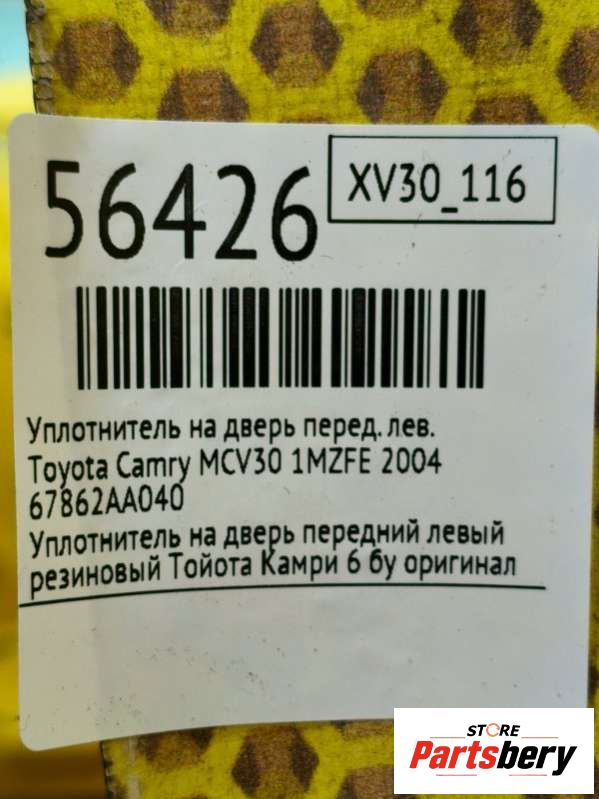 56426
XV30_116
Уплотнитель на дверь перед. лев.
Toyota Camry MCV30 1MZFE 2004
67862AA040
Уплотнитель на дверь передний левый
резиновый Тойота Камри 6 бу оригинал
STORE
Partsbery